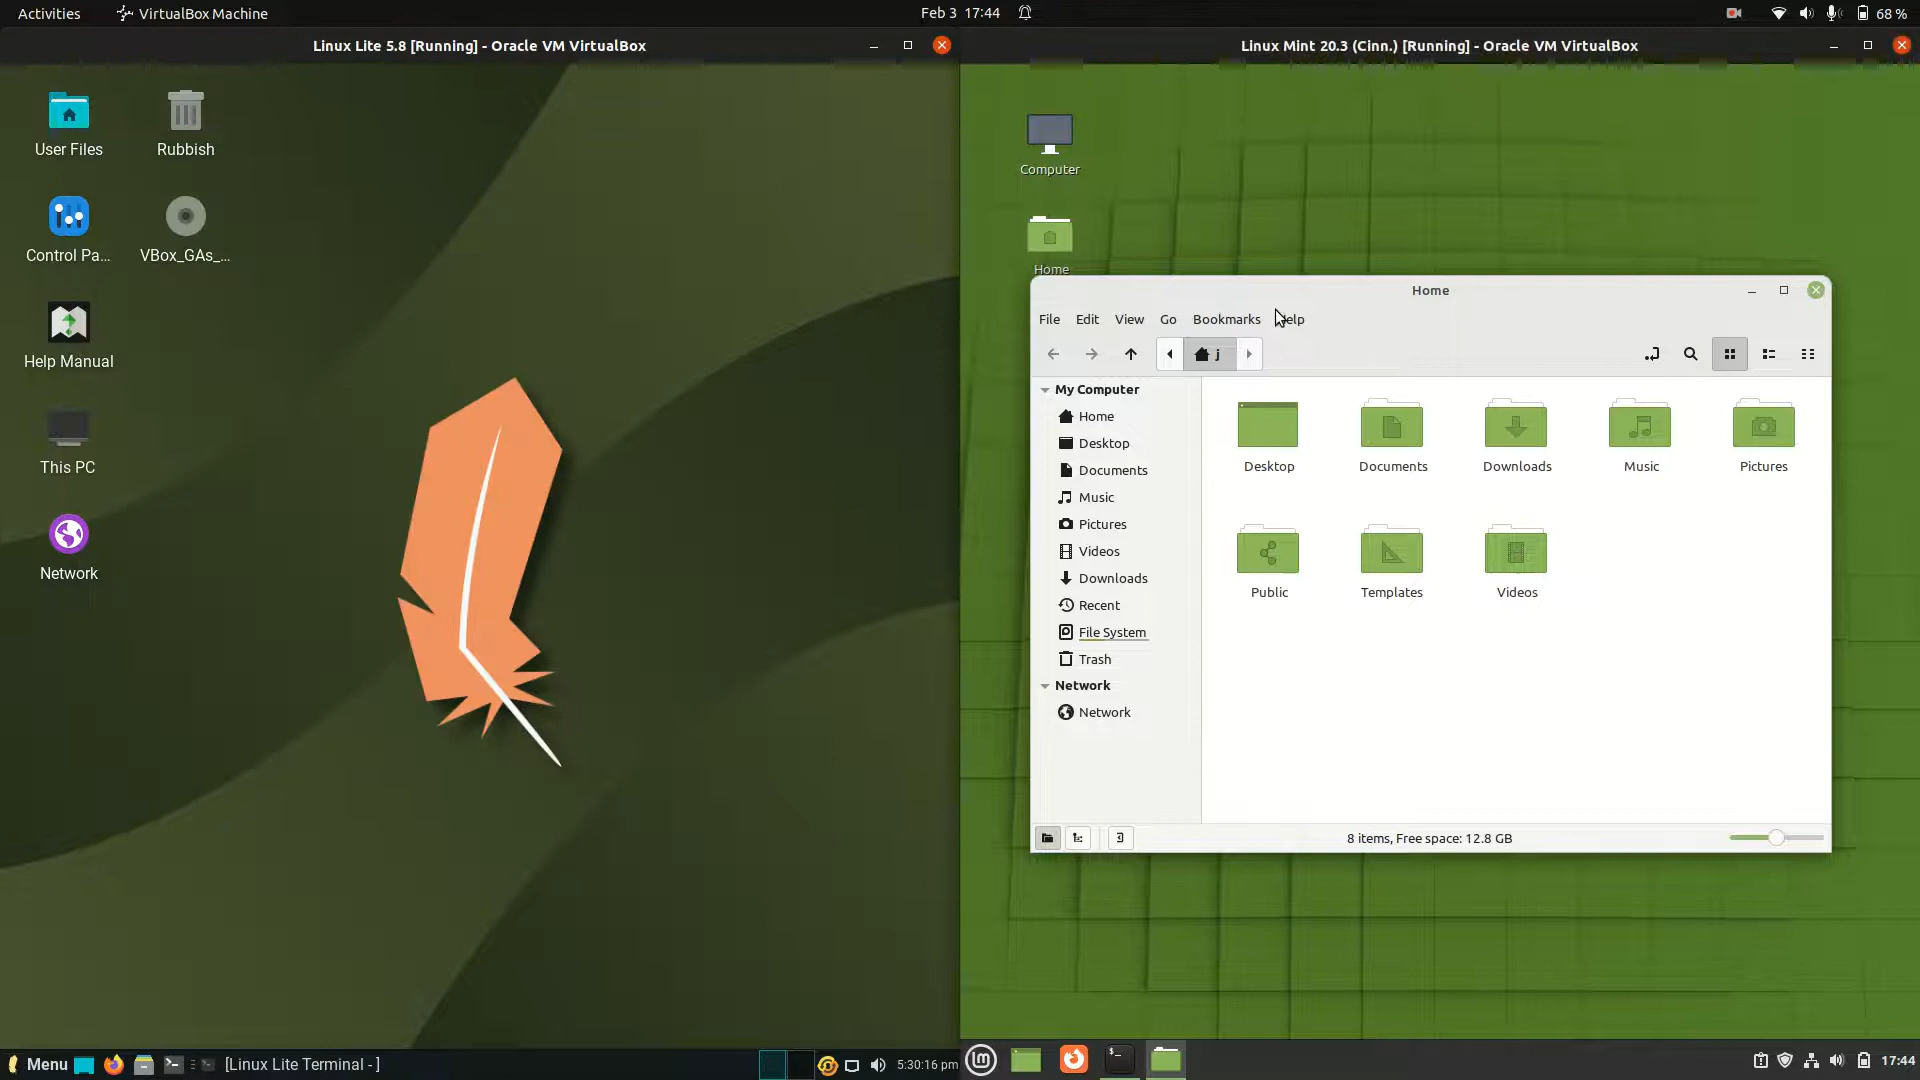 Activities
VirtualBox Machine
Feb 3 17:44
68 %
Linux Lite 5.8 [Running] - Oracle VM VirtualBox
User Files
Rubbish
Control Pa...
VBox_GAs_...
Help Manual
This PC
Network
Menu
[Linux Lite Terminal - ]
5:30:16 pm
Linux Mint 20.3 (Cinn.) [Running] - Oracle VM VirtualBox
Computer
Home
Home
File Edit View Go Bookmarks Help
j
My Computer
Home
Desktop
Documents
Music
Pictures
Videos
Downloads
Recent
File System
Trash
Network
Network
Desktop Documents Downloads Music Pictures
Public Templates Videos
8 items, Free space: 12.8 GB
17:44